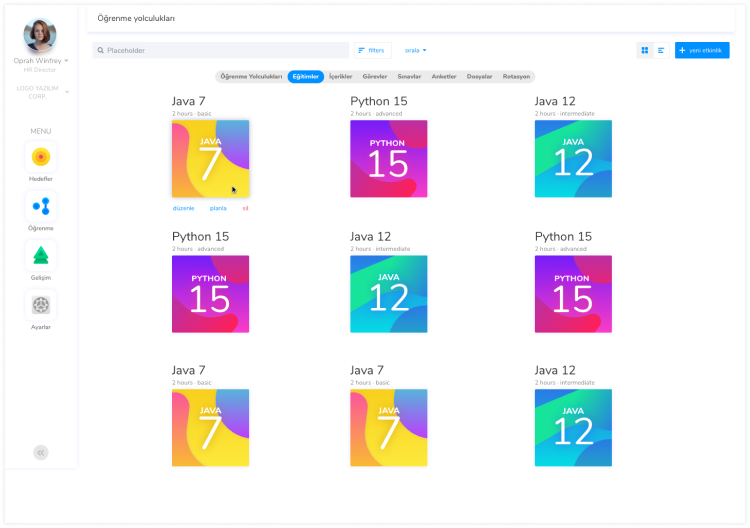 Öğrenme yolculukları
Oprah Winfrey
HR Director
LOGO YAZILIM
CORP.
MENU
Hedefler
Öğrenme
Gelişim
Ayarlar
Placeholder
filters
sırala
yeni etkinlik
Öğrenme Yolculukları Eğitimler İçerikler Görevler Sınavlar Anketler Dosyalar Rotasyon
Java 7
2 hours · basic
JAVA
7
düzenle planla sil
Python 15
2 hours · advanced
PYTHON
15
Java 12
2 hours · intermediate
JAVA
12
Python 15
2 hours · advanced
PYTHON
15
Java 12
2 hours · intermediate
JAVA
12
Python 15
2 hours · advanced
PYTHON
15
Java 7
2 hours · basic
JAVA
7
Java 7
2 hours · basic
JAVA
7
Java 12
2 hours · intermediate
JAVA
12